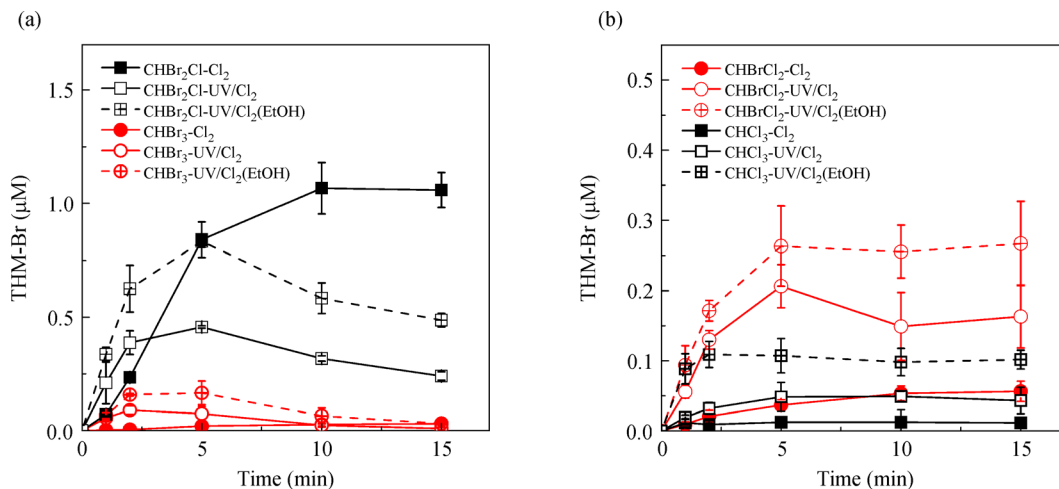 (a)
CHBr₂Cl-Cl₂
CHBr₂Cl-UV/Cl₂
CHBr₂Cl-UV/Cl₂(EtOH)
CHBr₃-Cl₂
CHBr₃-UV/Cl₂
CHBr₃-UV/Cl₂(EtOH)
THM-Br (μM)
1.5
1.0
0.5
0.0
0 5 10 15
Time (min)
(b)
CHBrCl₂-Cl₂
CHBrCl₂-UV/Cl₂
CHBrCl₂-UV/Cl₂(EtOH)
CHCl₃-Cl₂
CHCl₃-UV/Cl₂
CHCl₃-UV/Cl₂(EtOH)
THM-Br (μM)
0.5
0.4
0.3
0.2
0.1
0.0
0 5 10 15
Time (min)